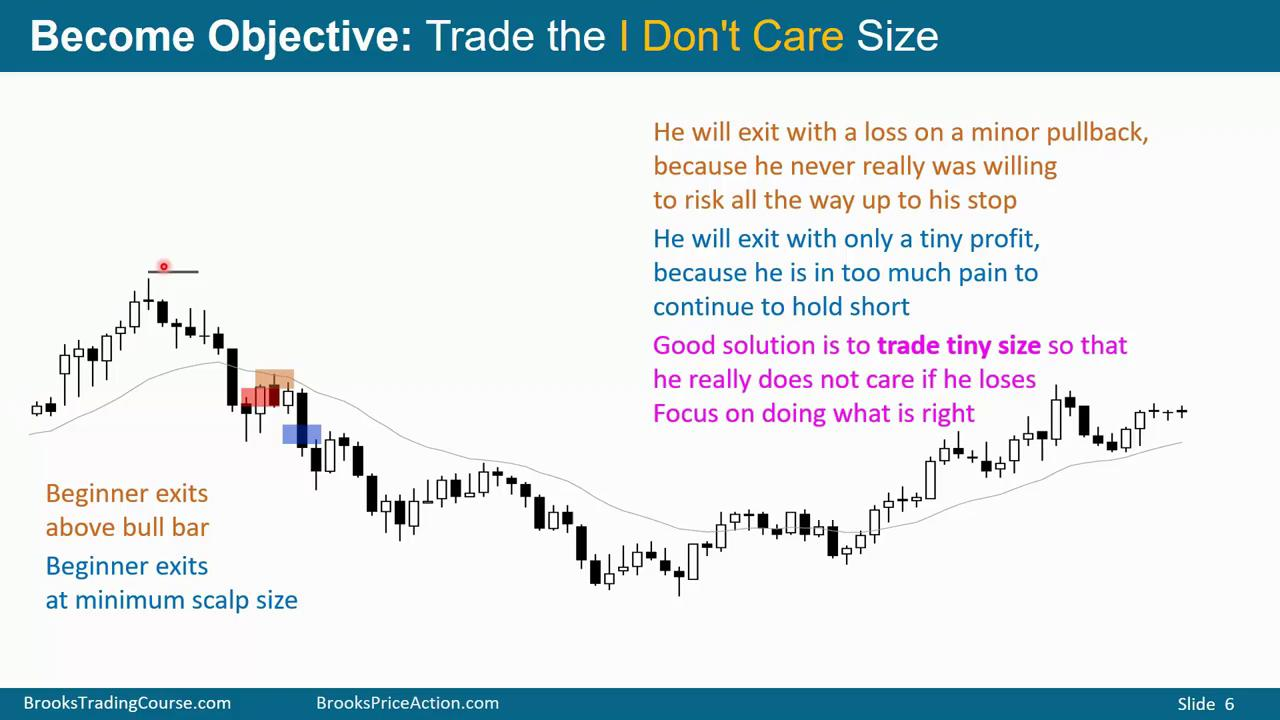 Become Objective: Trade the I Don't Care Size
He will exit with a loss on a minor pullback,
because he never really was willing
to risk all the way up to his stop
He will exit with only a tiny profit,
because he is in too much pain to
continue to hold short
Good solution is to trade tiny size so that
he really does not care if he loses
Focus on doing what is right
Beginner exits
above bull bar
Beginner exits
at minimum scalp size
BrooksTradingCourse.com
BrooksPriceAction.com
Slide 6